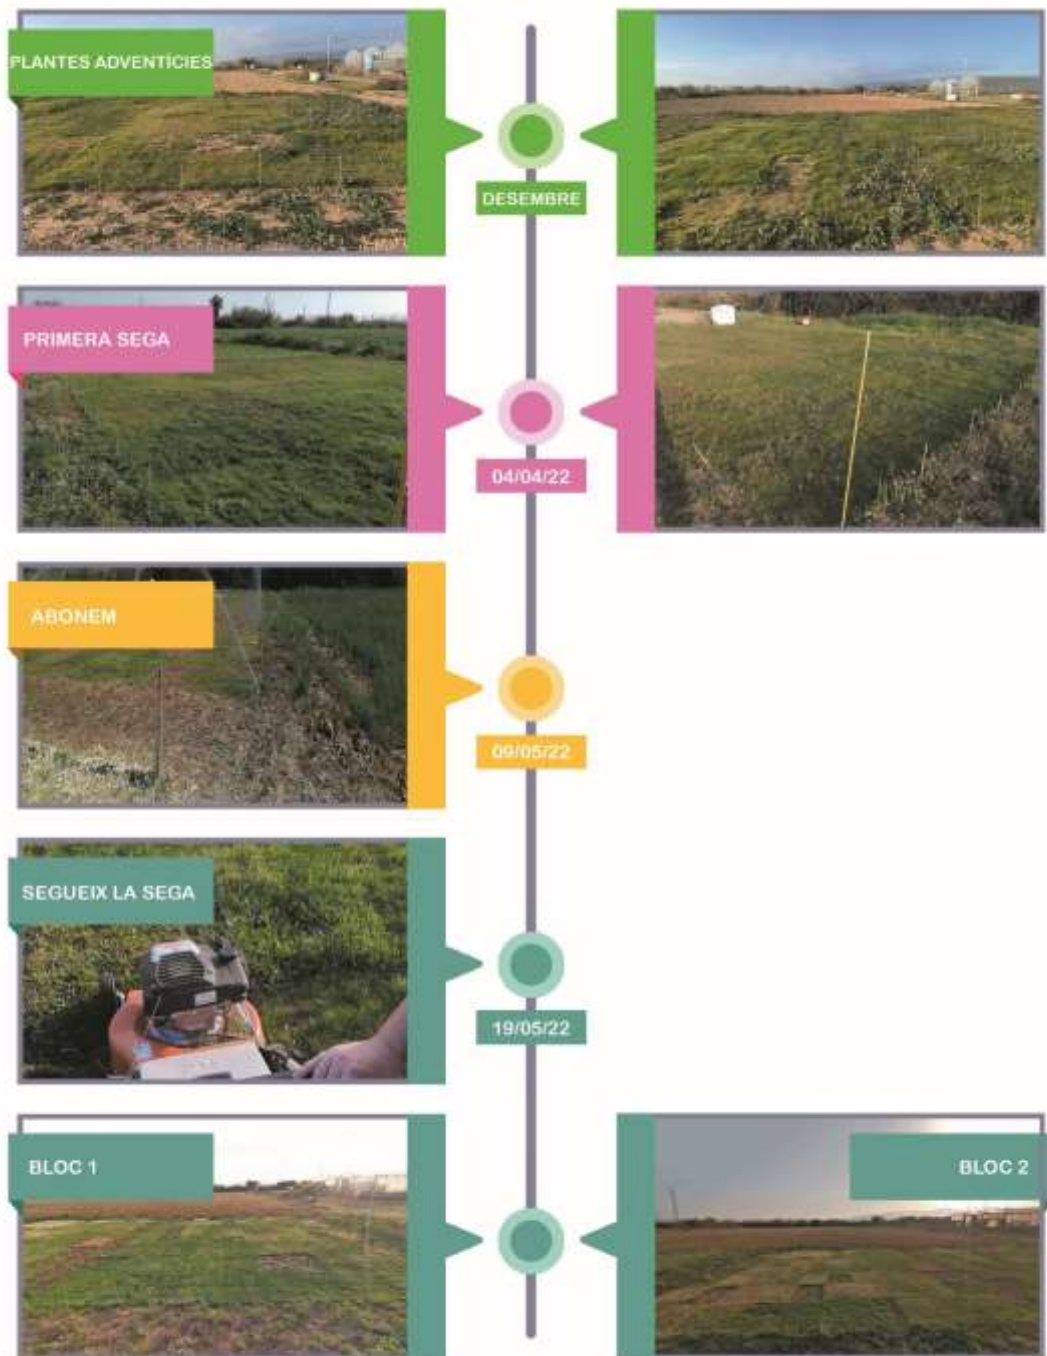 PLANTES ADVENTÍCIES
DESEMBRE
PRIMERA SEGA
04/04/22
ABONEM
09/05/22
SEGUEIX LA SEGA
19/05/22
BLOC 1
BLOC 2